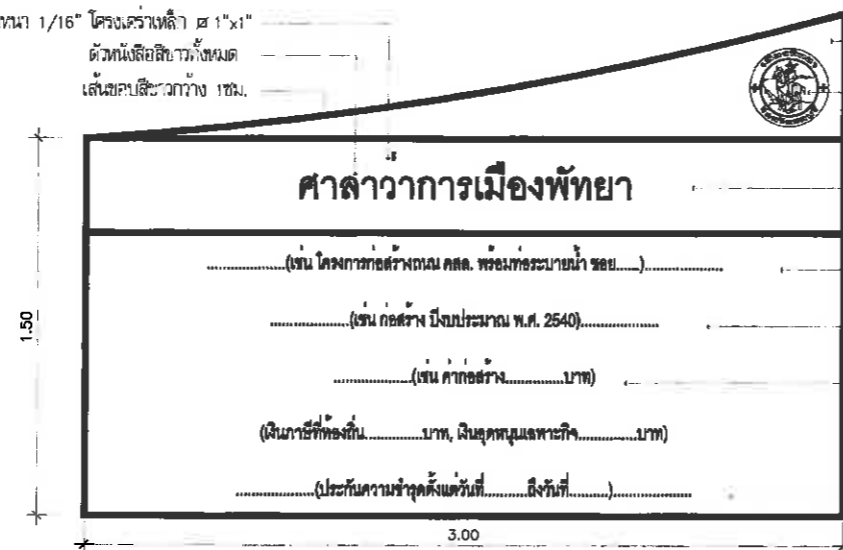 หนา 1/16" โครงเคร่าเหล็ก 1"x1"
ตัวหนังสือสีขาวทั้งหมด
เส้นขอบสีขาวกว้าง 1ซม.
ศาลาว่าการเมืองพัทยา
....................(เช่น โครงการก่อสร้างถนน คสล. พร้อมท่อระบายน้ำ ซอย......)....................
....................(เช่น ก่อสร้าง ปีงบประมาณ พ.ศ. 2540)....................
....................(เช่น ค่าก่อสร้าง...............บาท)
(เงินภาษีที่ท้องถิ่น...............บาท, เงินอุดหนุนเฉพาะกิจ...............บาท)
....................(ประกันความชำรุดตั้งแต่วันที่...........ถึงวันที่..........)....................
1.50
3.00